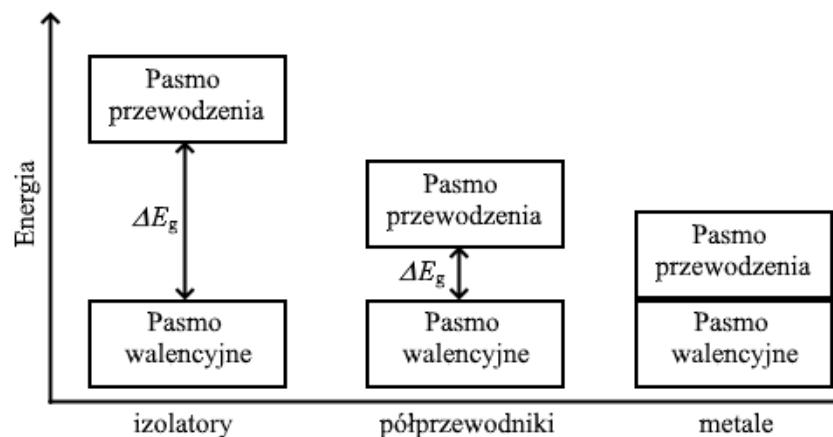 Energia
Pasmo
przewodzenia
ΔEg
Pasmo
walencyjne
izolatory
Pasmo
przewodzenia
ΔEg
Pasmo
walencyjne
półprzewodniki
Pasmo
przewodzenia
Pasmo
walencyjne
metale